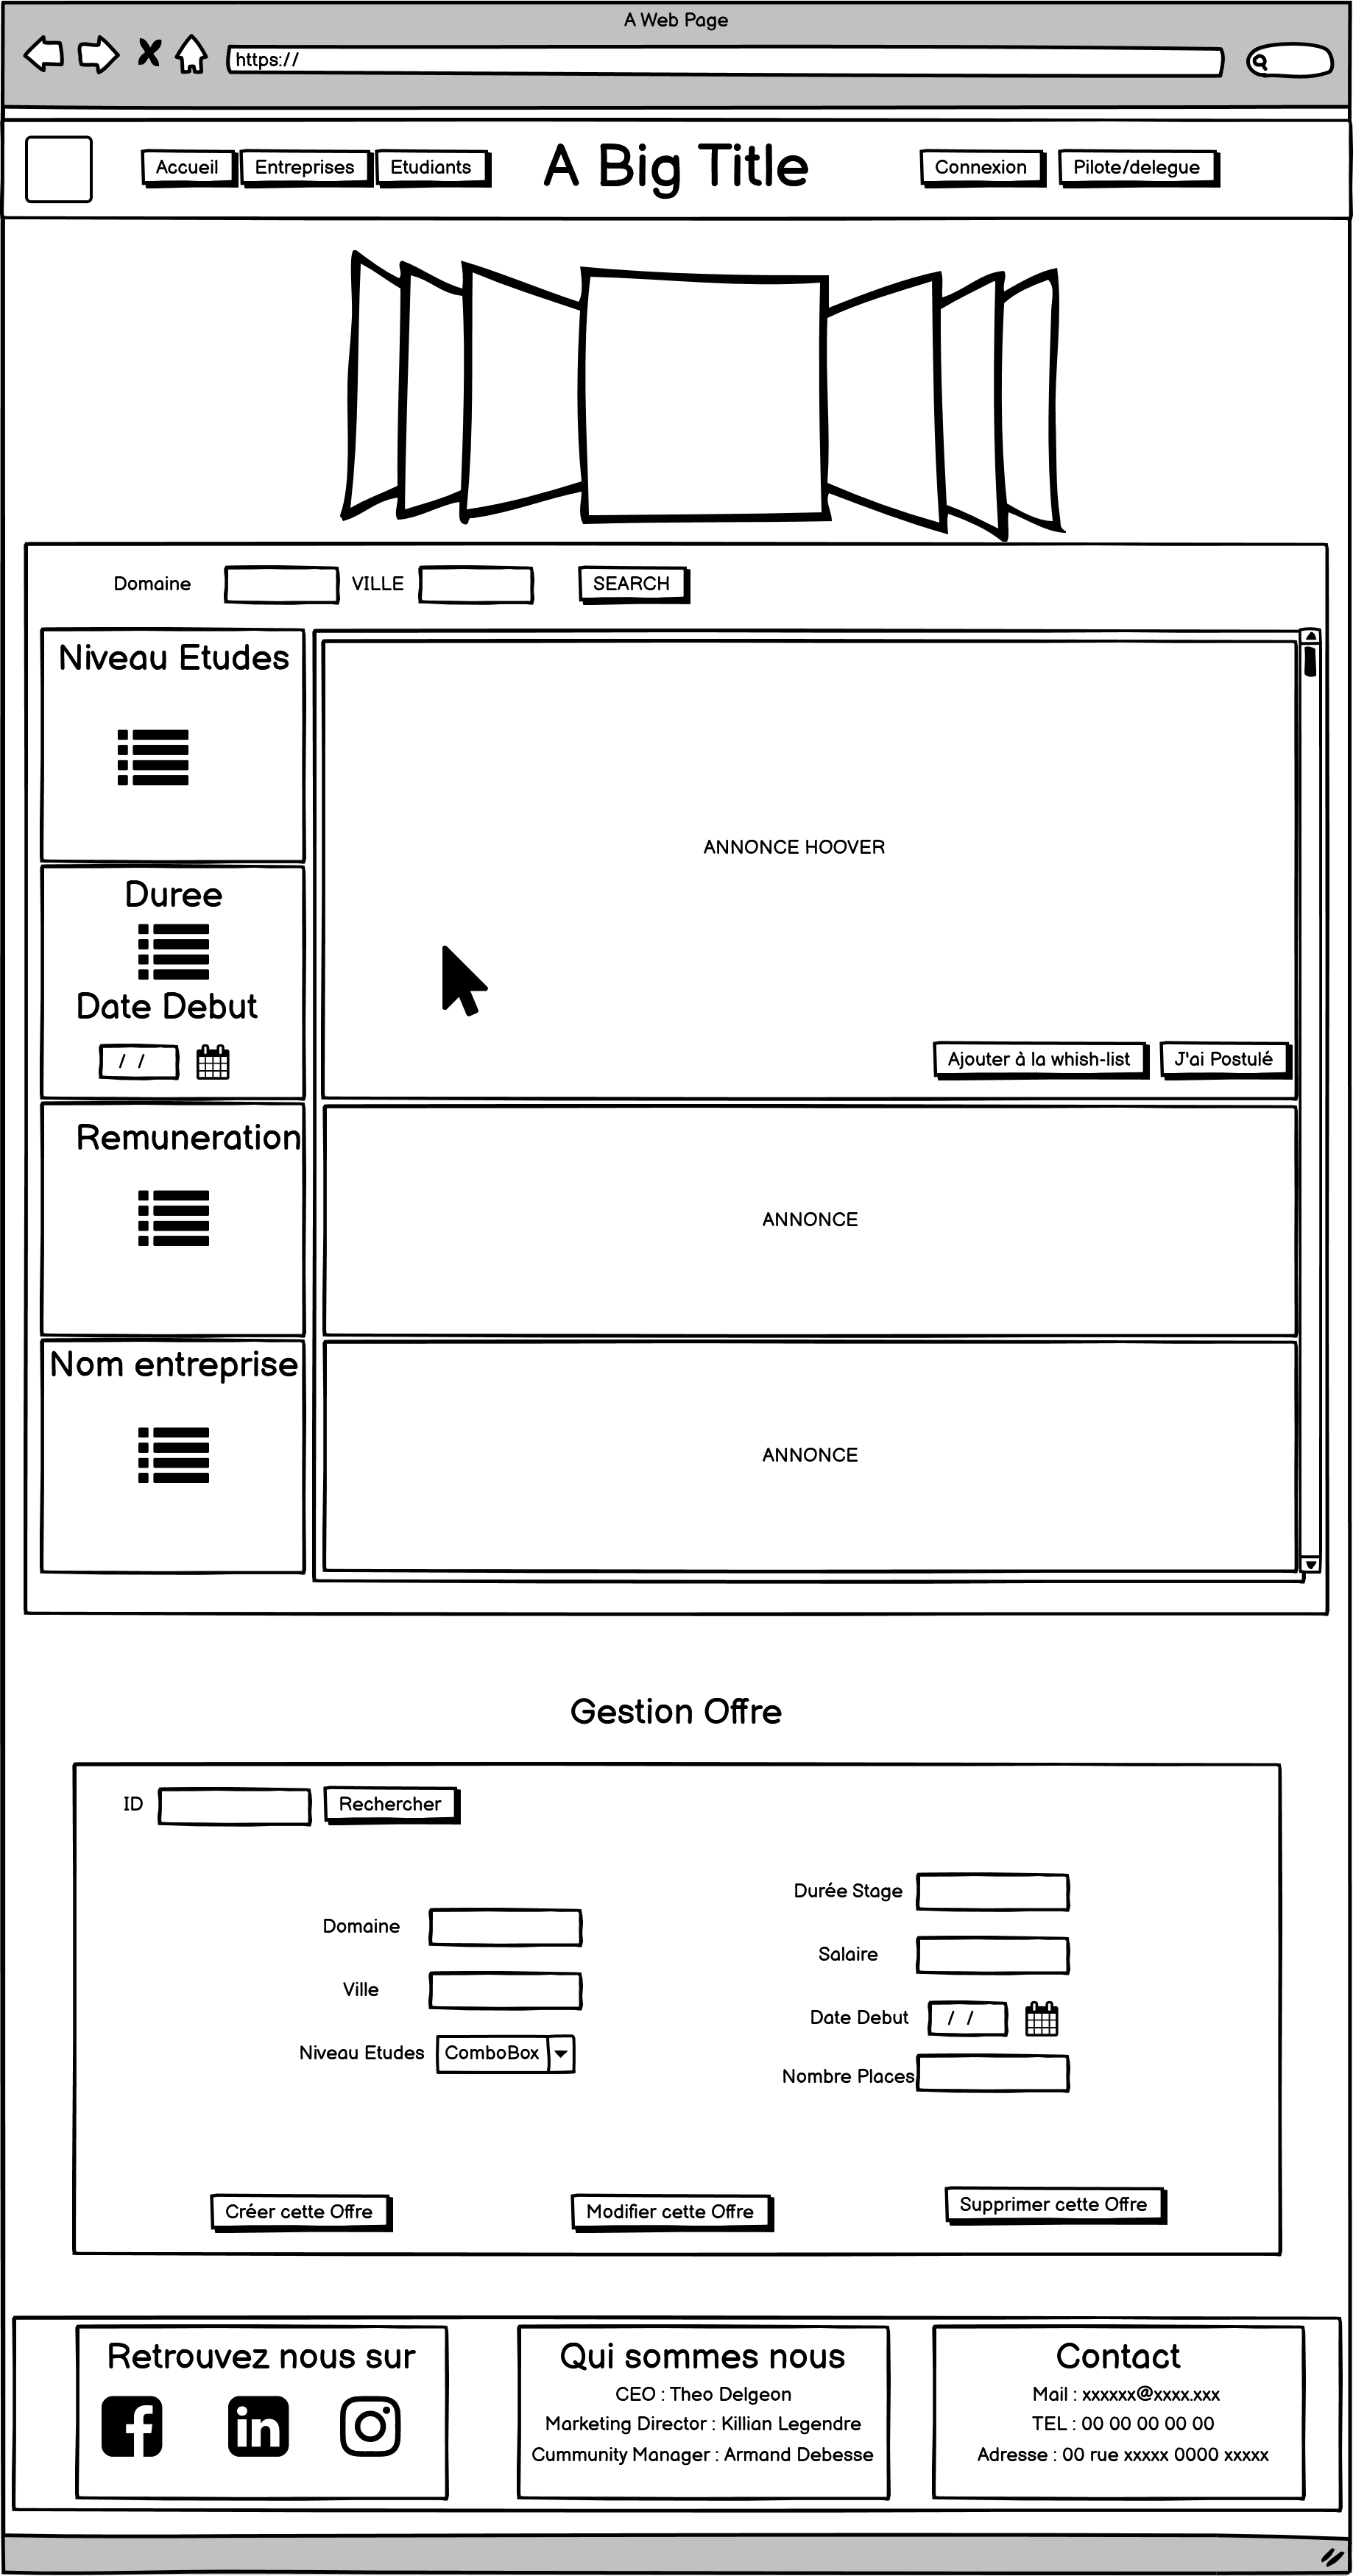 A Web Page
https://
Accueil Entreprises Etudiants A Big Title Connexion Pilote/delegue
Domaine VILLE SEARCH
Niveau Etudes
ANNONCE HOOVER
Duree
Date Debut
/ /
Ajouter à la whish-list J'ai Postulé
Remuneration
ANNONCE
Nom entreprise
ANNONCE
Gestion Offre
ID Rechercher
Domaine
Ville
Niveau Etudes ComboBox
Durée Stage
Salaire
Date Debut / /
Nombre Places
Créer cette Offre Modifier cette Offre Supprimer cette Offre
Retrouvez nous sur
in
Qui sommes nous
CEO : Theo Delgeon
Marketing Director : Killian Legendre
Cummunity Manager : Armand Debesse
Contact
Mail : xxxxxx@xxxx.xxx
TEL : 00 00 00 00 00
Adresse : 00 rue xxxxx 0000 xxxxx